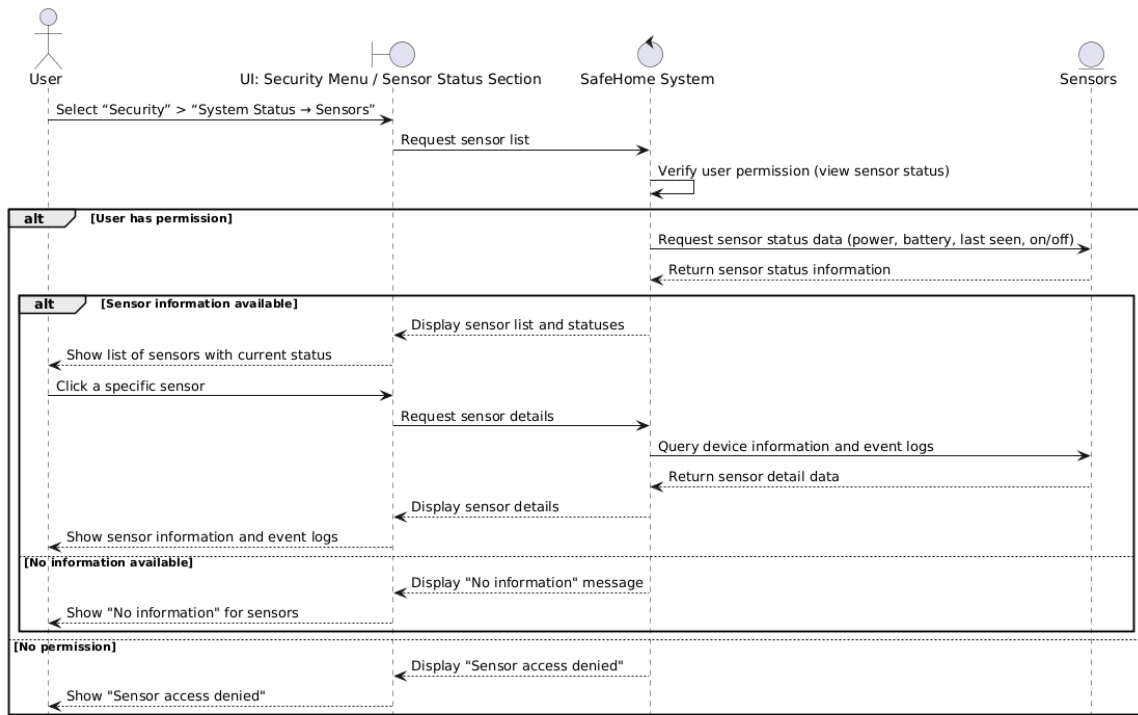 User
UI: Security Menu / Sensor Status Section
SafeHome System
Sensors
Select “Security” > “System Status → Sensors”
Request sensor list
Verify user permission (view sensor status)
alt [User has permission]
Request sensor status data (power, battery, last seen, on/off)
Return sensor status information
alt [Sensor information available]
Display sensor list and statuses
Show list of sensors with current status
Click a specific sensor
Request sensor details
Query device information and event logs
Return sensor detail data
Display sensor details
Show sensor information and event logs
[No information available]
Display "No information" message
Show "No information" for sensors
[No permission]
Display "Sensor access denied"
Show "Sensor access denied"